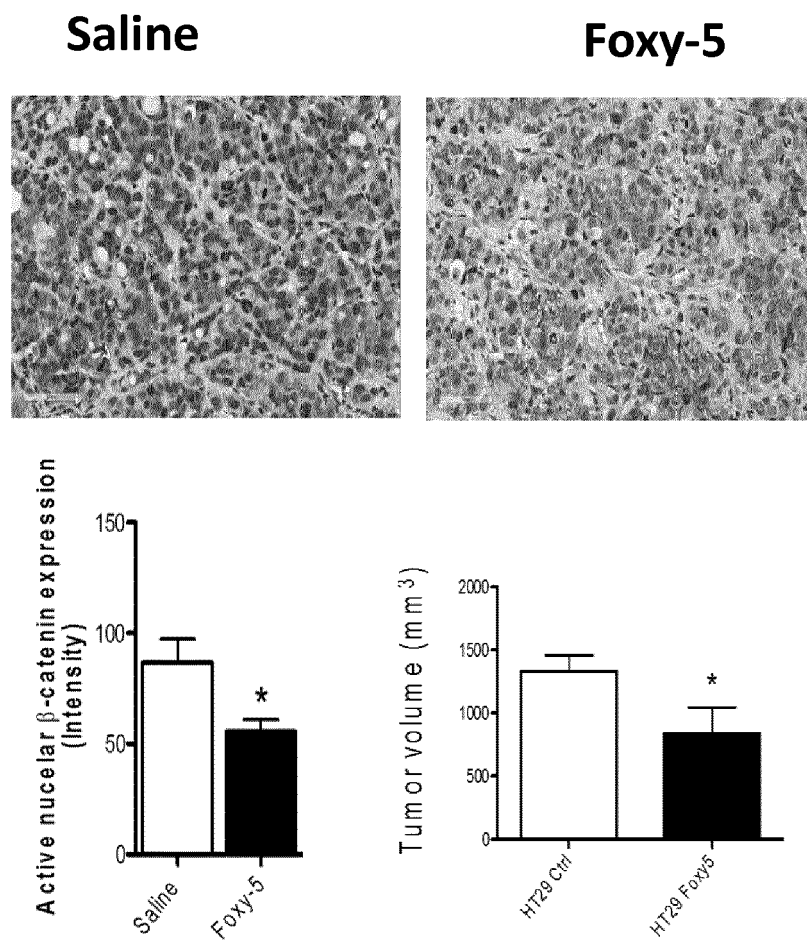 Saline
Foxy-5
Active nucelar β-catenin expression
(Intensity)
150
100
50
0
*
Saline
Foxy-5
Tumor volume (mm³)
2000
1500
1000
500
0
*
HT29 Ctrl
HT29 Foxy5